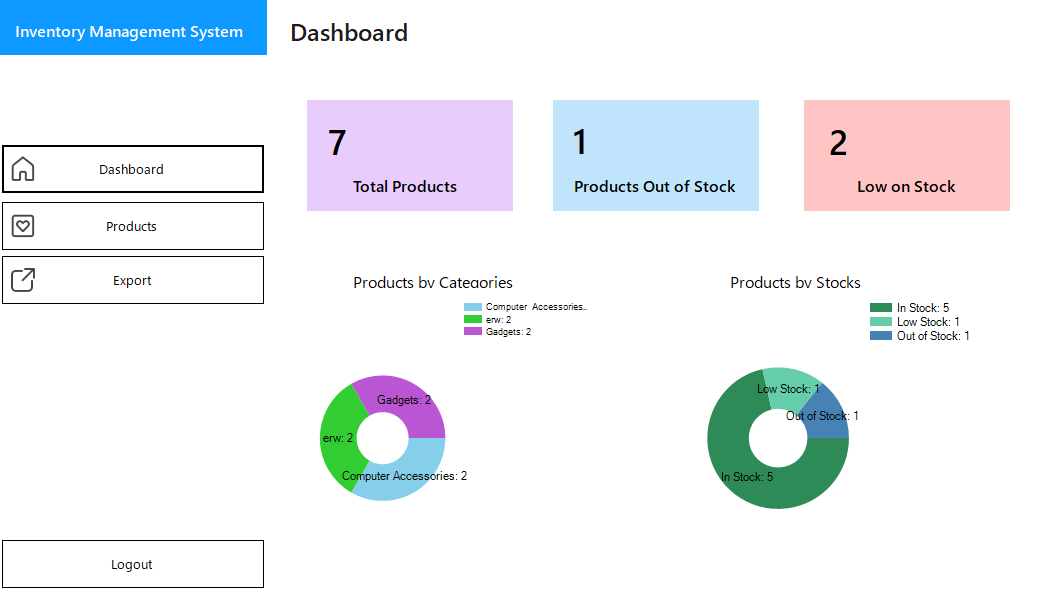 Inventory Management System
Dashboard
Dashboard
Products
Export
Logout
7
Total Products
1
Products Out of Stock
2
Low on Stock
Products by Categories
Computer Accessories..
erw: 2
Gadgets: 2
Gadgets: 2
erw: 2
Computer Accessories: 2
Products by Stocks
In Stock: 5
Low Stock: 1
Out of Stock: 1
Low Stock: 1
Out of Stock: 1
In Stock: 5